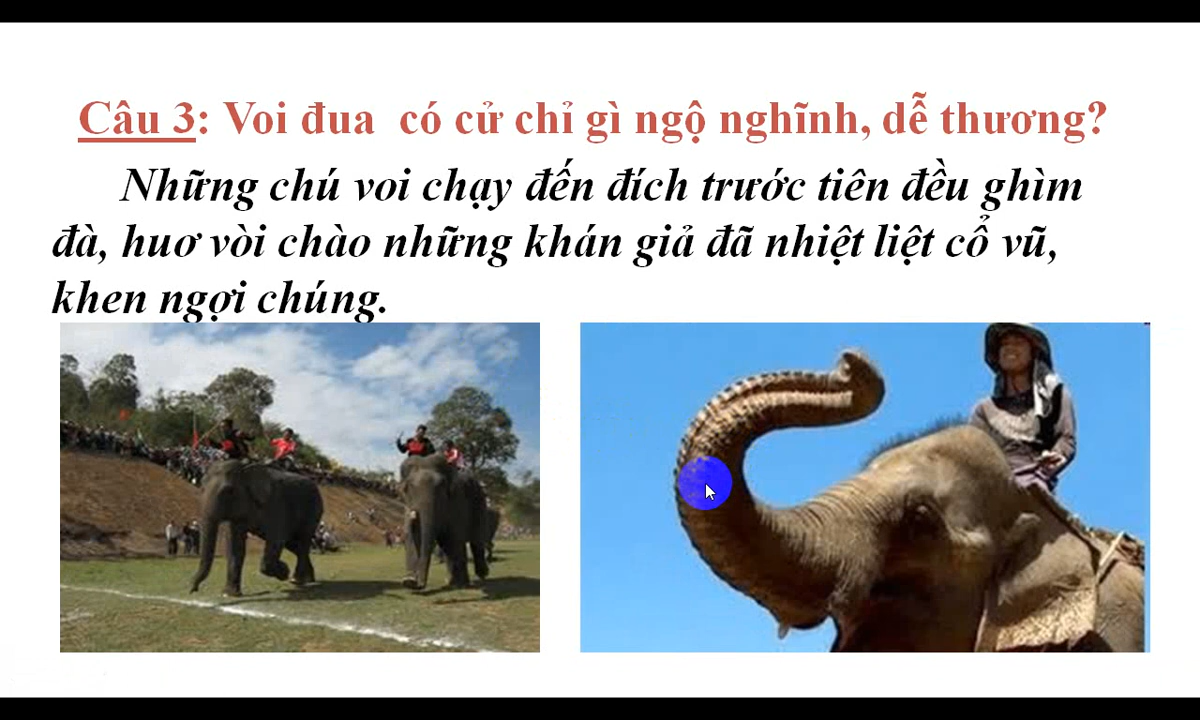 Câu 3: Voi đua có cử chỉ gì ngộ nghĩnh, dễ thương?
Những chú voi chạy đến đích trước tiên đều ghìm
đà, huơ vòi chào những khán giả đã nhiệt liệt cổ vũ,
khen ngợi chúng.